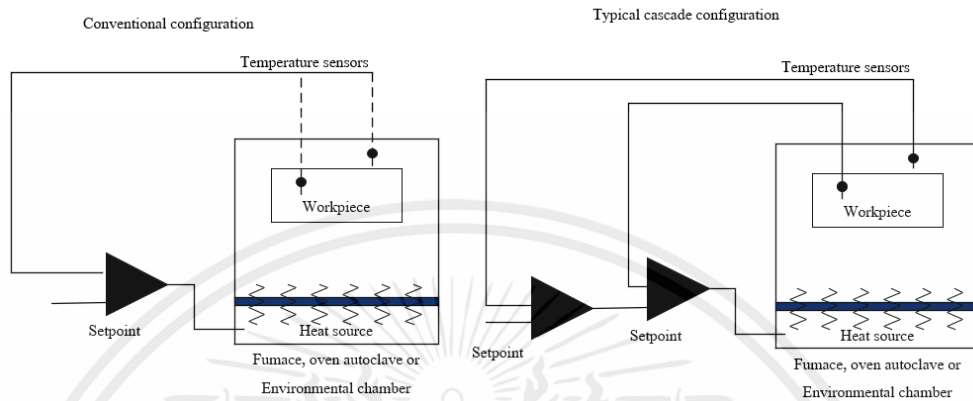 Conventional configuration
Temperature sensors
Workpiece
Setpoint
Heat source
Fumace, oven autoclave or
Environmental chamber
Typical cascade configuration
Temperature sensors
Workpiece
Setpoint
Setpoint
Heat source
Fumace, oven autoclave or
Environmental chamber